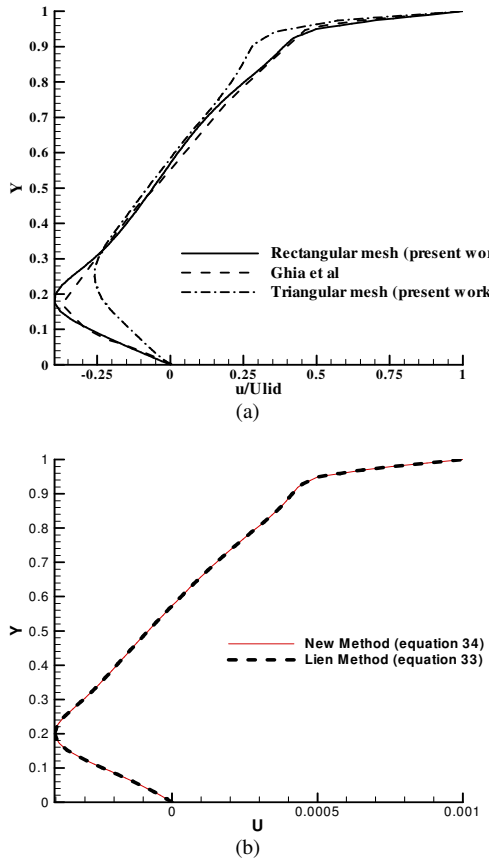 1
0.9
0.8
0.7
0.6
0.5
0.4
0.3
0.2
0.1
0
Y
Rectangular mesh (present wor
Ghia et al
Triangular mesh (present work
-0.25 0 0.25 0.5 0.75 1
u/Ulid
(a)
1
0.9
0.8
0.7
0.6
0.5
0.4
0.3
0.2
0.1
0
Y
New Method (equation 34)
Lien Method (equation 33)
0 0.0005 0.001
U
(b)